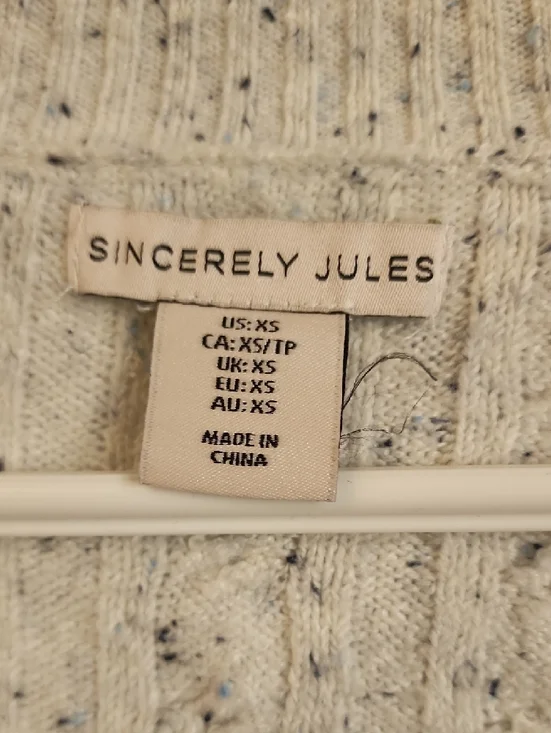 SINCERELY JULES
US: XS
CA: XS/TP
UK: XS
EU: XS
AU: XS
MADE IN
CHINA